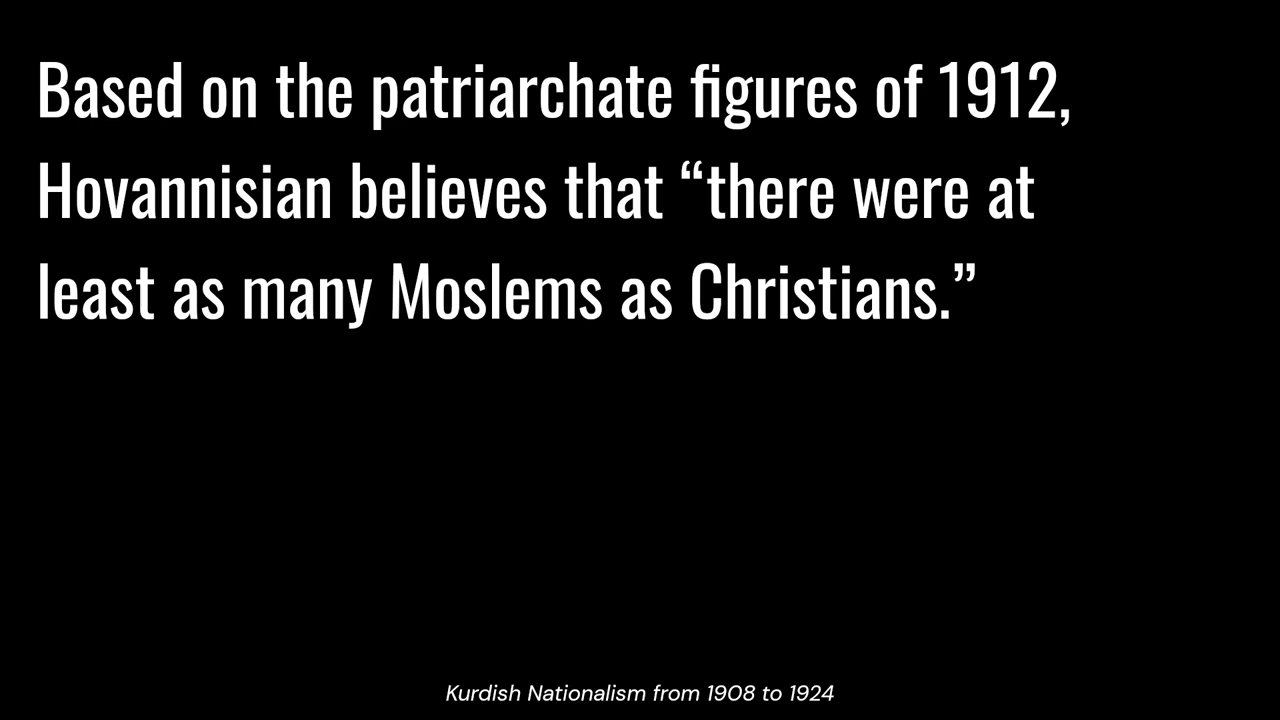 Based on the patriarchate figures of 1912,
Hovannisian believes that “there were at
least as many Moslems as Christians.”
Kurdish Nationalism from 1908 to 1924